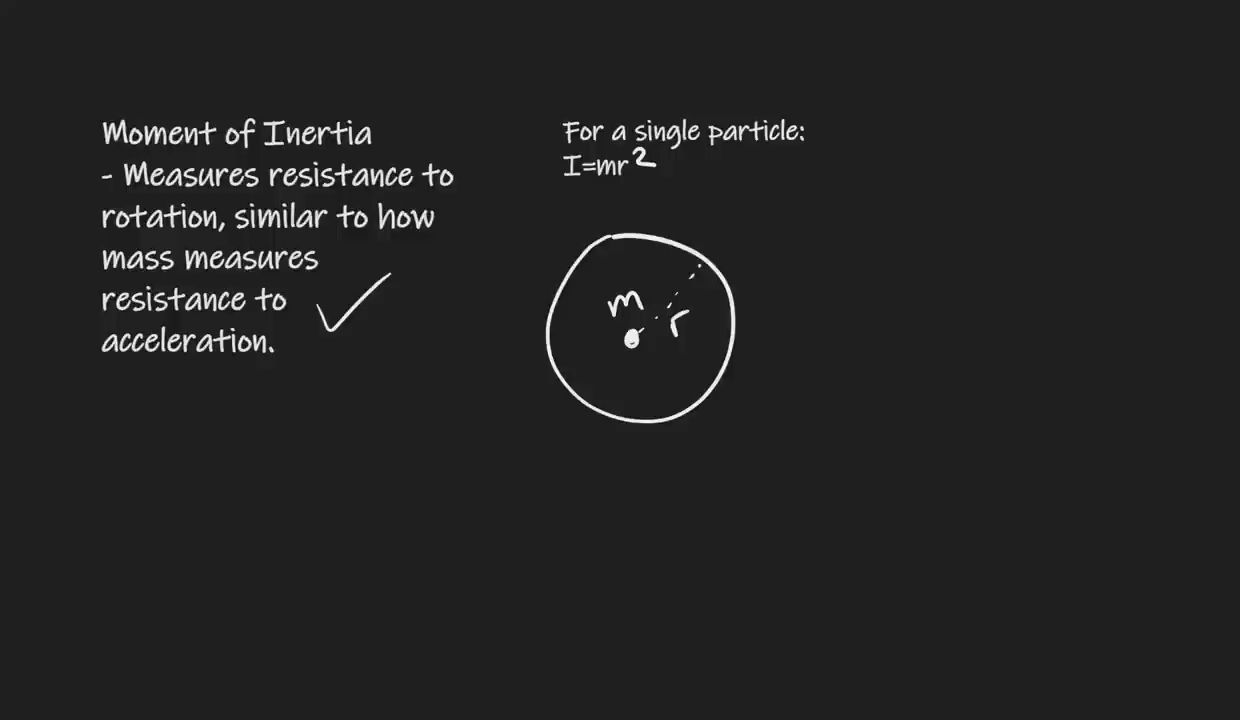 Moment of Inertia
- Measures resistance to
rotation, similar to how
mass measures
resistance to
acceleration.
For a single particle:
I=mr²
m
r